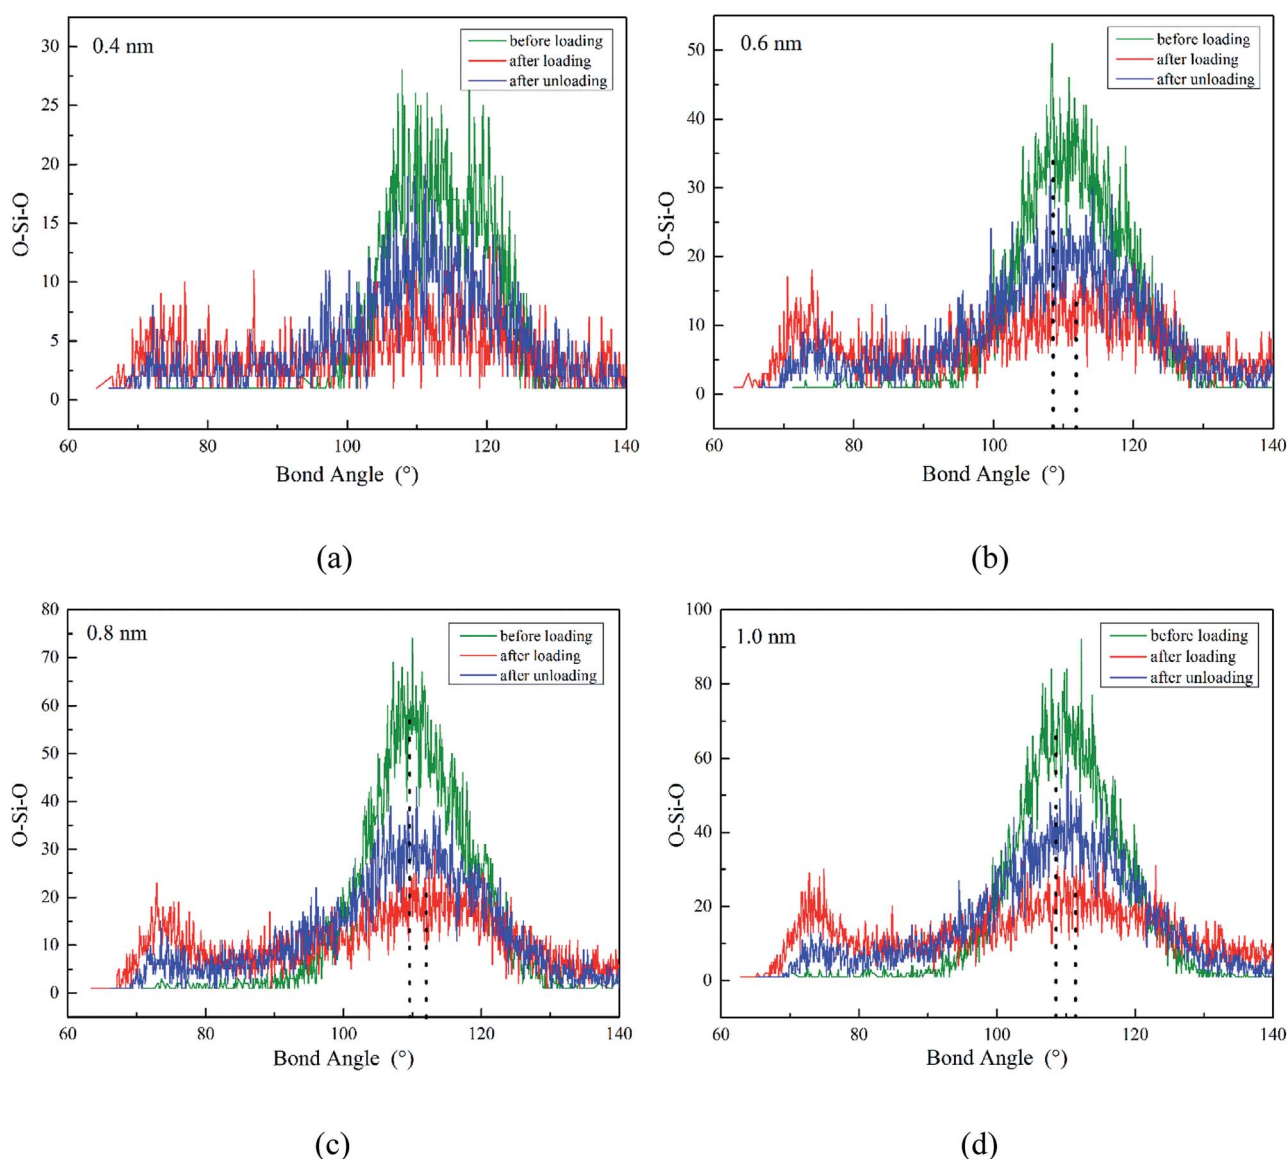 0.4 nm
before loading
after loading
after unloading
30
25
20
15
10
5
0
O-Si-O
60 80 100 120 140
Bond Angle (°)
(a)
0.6 nm
before loading
after loading
after unloading
50
40
30
20
10
0
O-Si-O
60 80 100 120 140
Bond Angle (°)
(b)
0.8 nm
before loading
after loading
after unloading
80
70
60
50
40
30
20
10
0
O-Si-O
60 80 100 120 140
Bond Angle (°)
(c)
1.0 nm
before loading
after loading
after unloading
100
80
60
40
20
0
O-Si-O
60 80 100 120 140
Bond Angle (°)
(d)